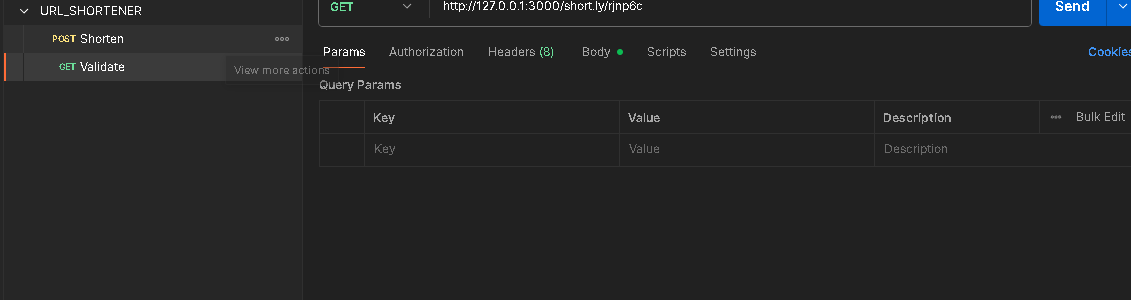 URL_SHORTENER
POST Shorten
GET Validate
View more actions
GET http://127.0.0.1:3000/short.ly/rjnp6c Send
Params Authorization Headers (8) Body Scripts Settings Cookies
Query Params
Key Value Description Bulk Edit
Key Value Description